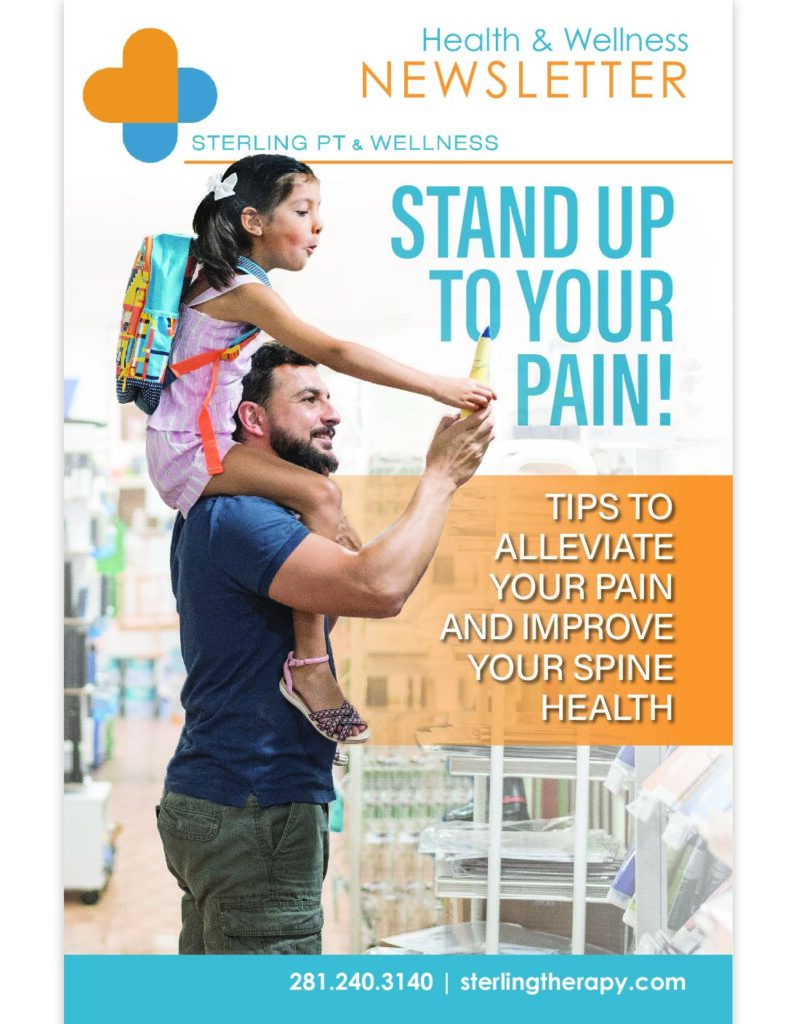 Health & Wellness
NEWSLETTER
STERLING PT & WELLNESS
STAND UP
TO YOUR
PAIN!
TIPS TO
ALLEVIATE
YOUR PAIN
AND IMPROVE
YOUR SPINE
HEALTH
281.240.3140 | sterlingtherapy.com